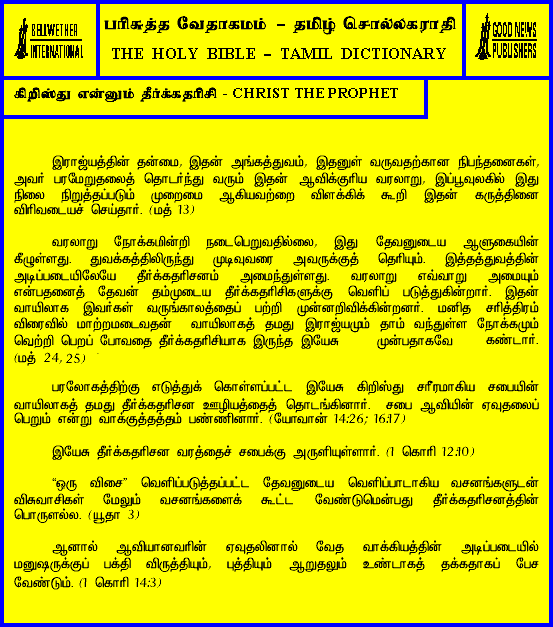 BELLWETHER
INTERNATIONAL
பரிசுத்த வேதாகமம் – தமிழ் சொல்லகராதி
THE HOLY BIBLE – TAMIL DICTIONARY
GOOD NEWS
PUBLISHERS
கிறிஸ்து என்னும் தீர்க்கதரிசி - CHRIST THE PROPHET
இராஜ்யத்தின் தன்மை, இதன் அங்கத்துவம், இதனுள் வருவதற்கான நிபந்தனைகள்,
அவர் பரமேறுதலைத் தொடர்ந்து வரும் இதன் ஆவிக்குரிய வரலாறு, இப்பூவுலகில் இது
நிலை நிறுத்தப்படும் முறைமை ஆகியவற்றை விளக்கிக் கூறி இதன் கருத்தினை
விரிவடையச் செய்தார். (மத் 13)
வரலாறு நோக்கமின்றி நடைபெறுவதில்லை, இது தேவனுடைய ஆளுகையின்
கீழுள்ளது. துவக்கத்திலிருந்து முடிவுவரை அவருக்குத் தெரியும். இத்தத்துவத்தின்
அடிப்படையிலேயே தீர்க்கதரிசனம் அமைந்துள்ளது. வரலாறு எவ்வாறு அமையும்
என்பதனைத் தேவன் தம்முடைய தீர்க்கதரிசிகளுக்கு வெளிப் படுத்துகின்றார். இதன்
வாயிலாக இவர்கள் வருங்காலத்தைப் பற்றி முன்னறிவிக்கின்றனர். மனித சரித்திரம்
விரைவில் மாற்றமடைவதன் வாயிலாகத் தமது இராஜ்யமும் தாம் வந்துள்ள நோக்கமும்
வெற்றி பெறப் போவதை தீர்க்கதரிசியாக இருந்த இயேசு முன்பதாகவே கண்டார்.
(மத் 24, 25)
பரலோகத்திற்கு எடுத்துக் கொள்ளப்பட்ட இயேசு கிறிஸ்து சரீரமாகிய சபையின்
வாயிலாகத் தமது தீர்க்கதரிசன ஊழியத்தைத் தொடங்கினார். சபை ஆவியின் ஏவுதலைப்
பெறும் என்று வாக்குத்தத்தம் பண்ணினார். (யோவான் 14:26; 16:17)
இயேசு தீர்க்கதரிசன வரத்தைச் சபைக்கு அருளியுள்ளார். (1 கொரி 12:10)
“ஒரு விசை” வெளிப்படுத்தப்பட்ட தேவனுடைய வெளிப்பாடாகிய வசனங்களுடன்
விசுவாசிகள் மேலும் வசனங்களைக் கூட்ட வேண்டுமென்பது தீர்க்கதரிசனத்தின்
பொருளல்ல. (யூதா 3)
ஆனால் ஆவியானவரின் ஏவுதலினால் வேத வாக்கியத்தின் அடிப்படையில்
மனுஷருக்குப் பக்தி விருத்தியும், புத்தியும் ஆறுதலும் உண்டாகத் தக்கதாகப் பேச
வேண்டும். (1 கொரி 14:3)